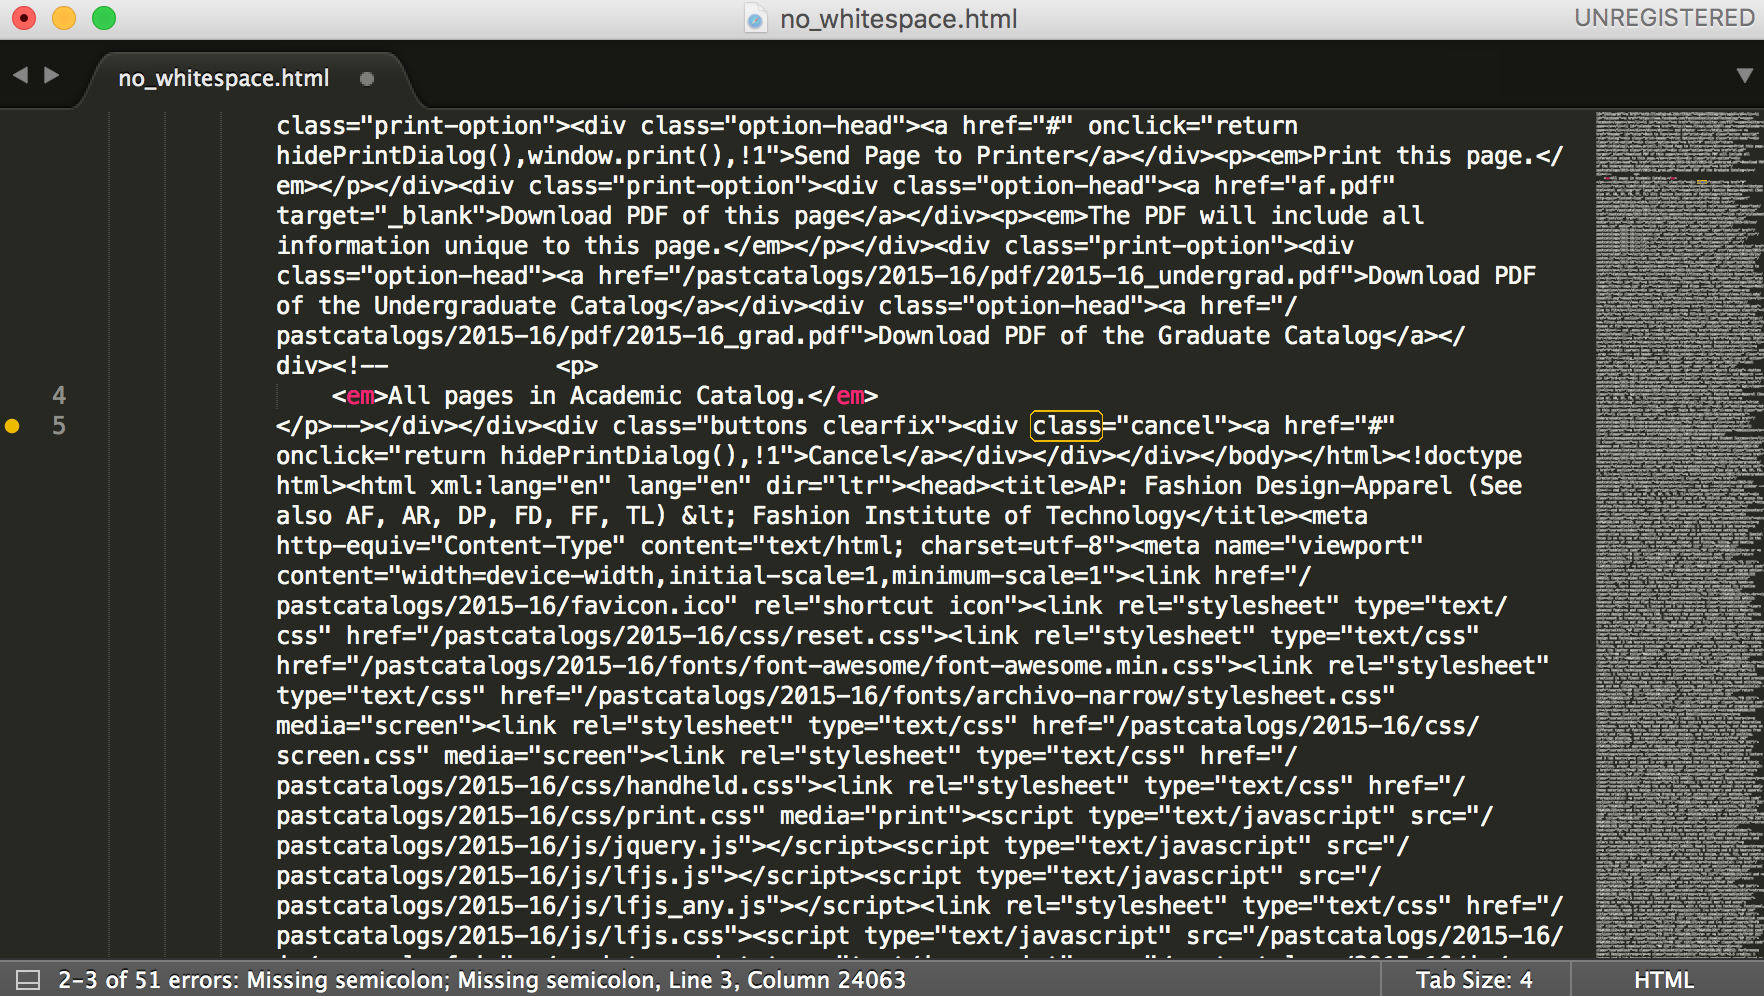 no_whitespace.html
UNREGISTERED
no_whitespace.html
class="print-option"><div class="option-head"><a href="#" onclick="return
hidePrintDialog(),window.print(),!1">Send Page to Printer</a></div><p><em>Print this page.</
em></p></div><div class="print-option"><div class="option-head"><a href="af.pdf"
target="_blank">Download PDF of this page</a></div><p><em>The PDF will include all
information unique to this page.</em></p></div><div class="print-option"><div
class="option-head"><a href="/pastcatalogs/2015-16/pdf/2015-16_undergrad.pdf">Download PDF
of the Undergraduate Catalog</a></div><div class="option-head"><a href="/
pastcatalogs/2015-16/pdf/2015-16_grad.pdf">Download PDF of the Graduate Catalog</a></
div><!--            <p>
4 <em>All pages in Academic Catalog.</em>
5 </p>--></div></div><div class="buttons clearfix"><div class="cancel"><a href="#"
onclick="return hidePrintDialog(),!1">Cancel</a></div></div></div></body></html><!doctype
html><html xml:lang="en" lang="en" dir="ltr"><head><title>AP: Fashion Design-Apparel (See
also AF, AR, DP, FD, FF, TL) &lt; Fashion Institute of Technology</title><meta
http-equiv="Content-Type" content="text/html; charset=utf-8"><meta name="viewport"
content="width=device-width,initial-scale=1,minimum-scale=1"><link href="/
pastcatalogs/2015-16/favicon.ico" rel="shortcut icon"><link rel="stylesheet" type="text/
css" href="/pastcatalogs/2015-16/css/reset.css"><link rel="stylesheet" type="text/css"
href="/pastcatalogs/2015-16/fonts/font-awesome/font-awesome.min.css"><link rel="stylesheet"
type="text/css" href="/pastcatalogs/2015-16/fonts/archivo-narrow/stylesheet.css"
media="screen"><link rel="stylesheet" type="text/css" href="/pastcatalogs/2015-16/css/
screen.css" media="screen"><link rel="stylesheet" type="text/css" href="/
pastcatalogs/2015-16/css/handheld.css"><link rel="stylesheet" type="text/css" href="/
pastcatalogs/2015-16/css/print.css" media="print"><script type="text/javascript" src="/
pastcatalogs/2015-16/js/jquery.js"></script><script type="text/javascript" src="/
pastcatalogs/2015-16/js/lfjs.js"></script><script type="text/javascript" src="/
pastcatalogs/2015-16/js/lfjs_any.js"></script><link rel="stylesheet" type="text/css" href="/
pastcatalogs/2015-16/js/lfjs.css"><script type="text/javascript" src="/pastcatalogs/2015-16/
2-3 of 51 errors: Missing semicolon; Missing semicolon, Line 3, Column 24063
Tab Size: 4
HTML